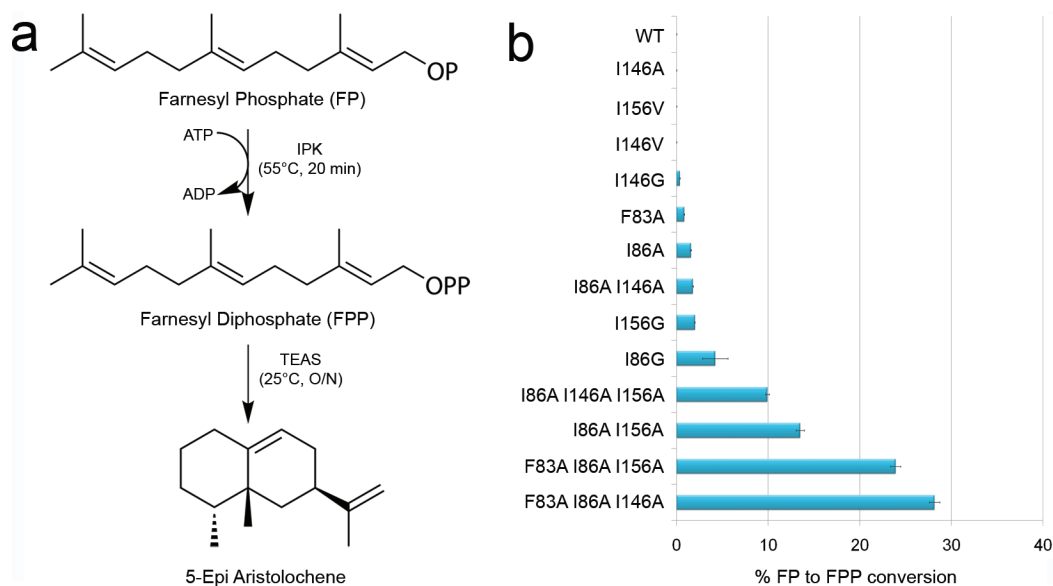 a
OP
Farnesyl Phosphate (FP)
ATP
IPK
(55°C, 20 min)
ADP
OPP
Farnesyl Diphosphate (FPP)
TEAS
(25°C, O/N)
5-Epi Aristolochene
b
WT
I146A
I156V
I146V
I146G
F83A
I86A
I86A I146A
I156G
I86G
I86A I146A I156A
I86A I156A
F83A I86A I156A
F83A I86A I146A
0 10 20 30 40
% FP to FPP conversion